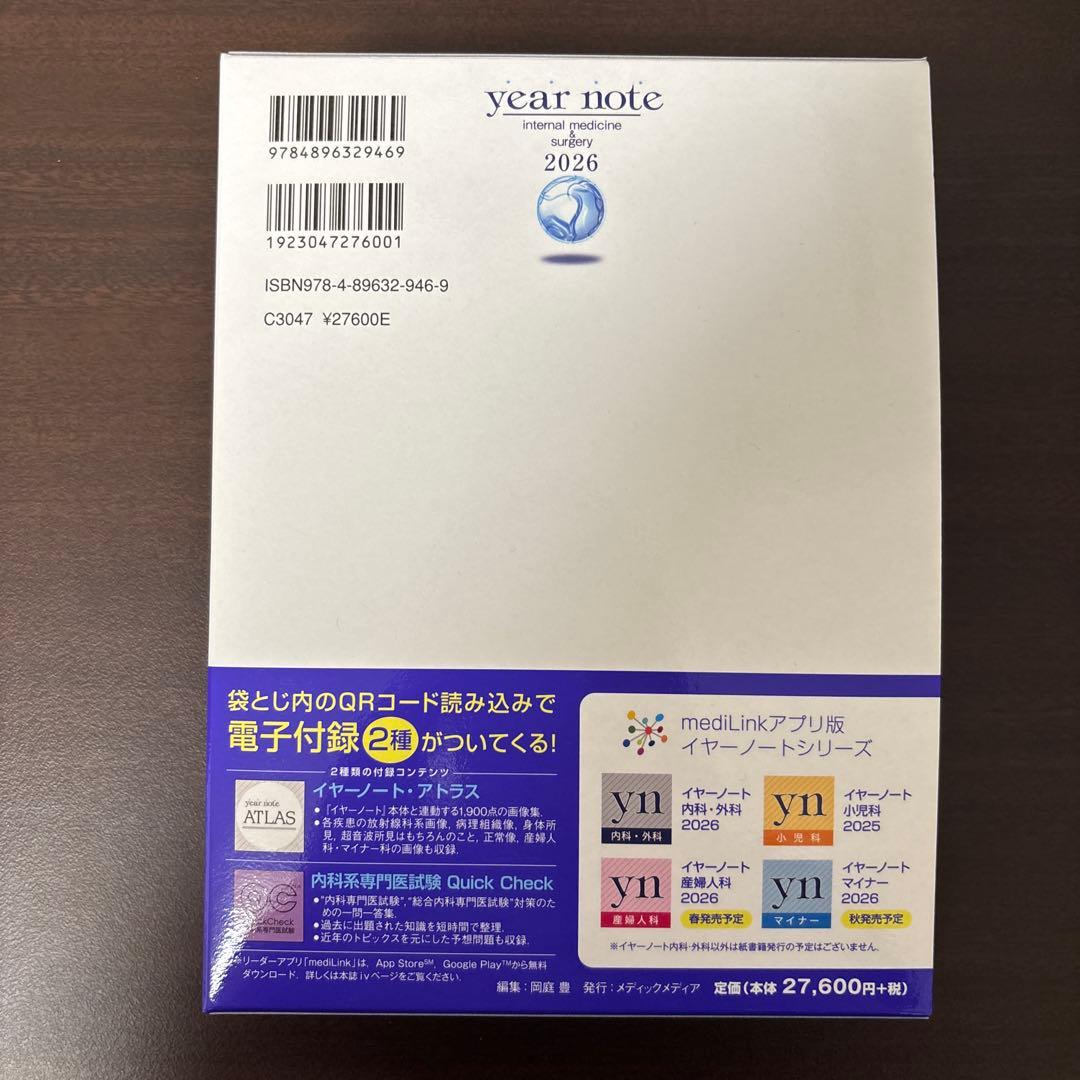 year note
internal medicine
&
surgery
2026
9784896329469
1923047276001
ISBN978-4-89632-946-9
C3047 ¥27600E
袋とじ内のQRコード読み込みで
電子付録2種がついてくる!
2種類の付録コンテンツ
year note
ATLAS
イヤーノート・アトラス
●『イヤーノート』本体と連動する1,900点の画像集.
●各疾患の放射線科系画像,病理組織像,身体所
見,超音波所見はもちろんのこと,正常像,産婦人
科・マイナー科の画像も収録.
内科系専門医試験 Quick Check
●"内科専門医試験","総合内科専門医試験"対策のた
めの一問一答集.
●過去に出題された知識を短時間で整理.
●近年のトピックスを元にした予想問題も収録.
※リーダーアプリ「mediLink」は,App StoreSM,Google Play™から無料
ダウンロード.詳しくは本誌ivページをご覧ください.
mediLinkアプリ版
イヤーノートシリーズ
yn
内科・外科
イヤーノート
内科・外科
2026
yn
小児科
イヤーノート
小児科
2025
yn
産婦人科
イヤーノート
産婦人科
2026
春発売予定
yn
マイナー
イヤーノート
マイナー
2026
秋発売予定
※イヤーノート内科・外科以外は紙書籍発行の予定はございません.
編集:岡庭 豊 発行:メディックメディア 定価(本体 27,600円+税)